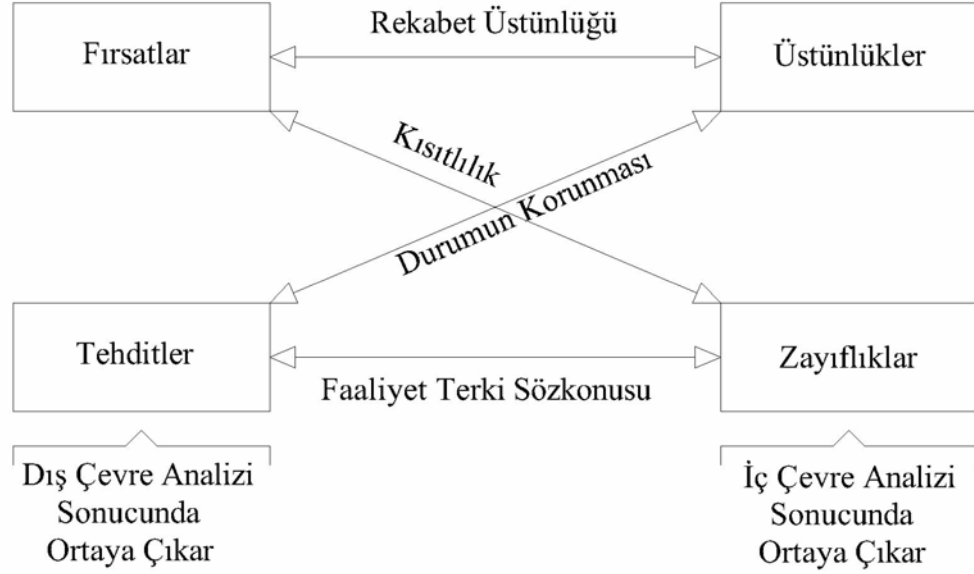 Rekabet Üstünlüğü
Fırsatlar
Üstünlükler
Kısıtlılık
Durumun Korunması
Tehditler
Zayıflıklar
Faaliyet Terki Sözkonusu
Dış Çevre Analizi
Sonucunda
Ortaya Çıkar
İç Çevre Analizi
Sonucunda
Ortaya Çıkar